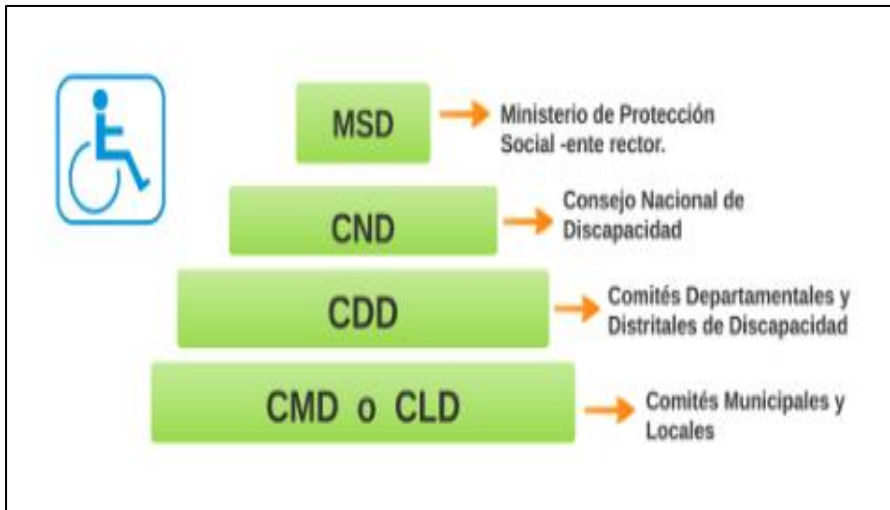 MSD
Ministerio de Protección
Social -ente rector.
CND
Consejo Nacional de
Discapacidad
CDD
Comités Departamentales y
Distritales de Discapacidad
CMD o CLD
Comités Municipales y
Locales